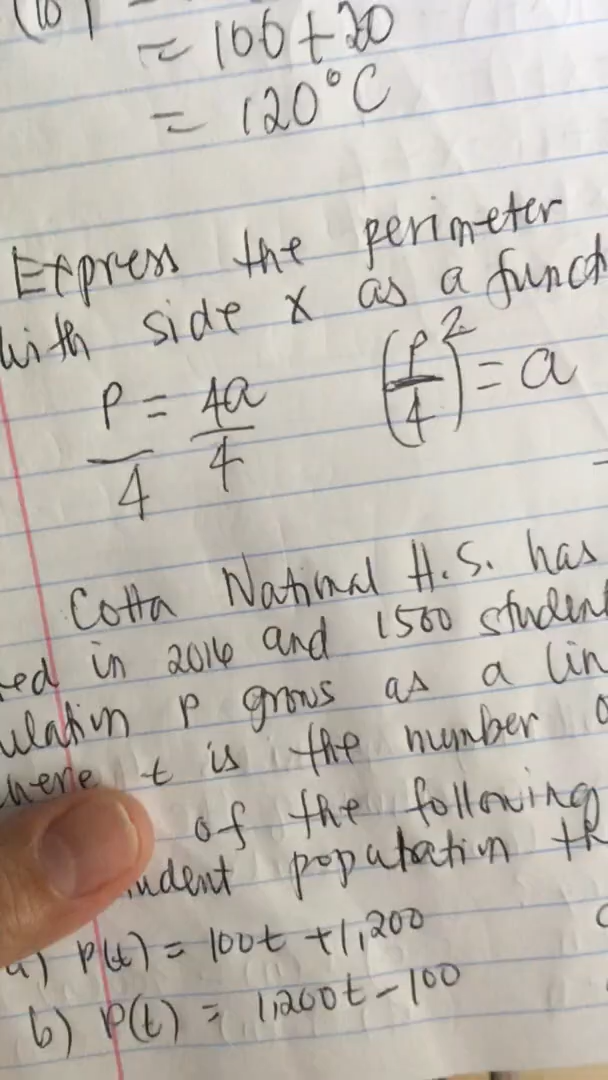 = 100 + 20
= 120°C
Express the perimeter
with side x as a funct
P/4 = 4a/4 (P/4)² = a
Cotta National H.S. has
ed in 2016 and 1500 student
ulation P grows as a lin
where t is the number o
of the following
udent population th
a) P(t) = 100t + 1,200
b) P(t) = 1,200t - 100